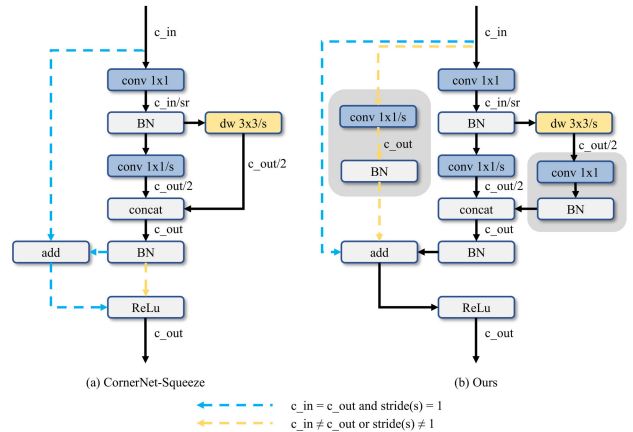 c_in
conv 1x1
c_in/sr
BN
dw 3x3/s
conv 1x1/s
c_out/2
c_out/2
concat
c_out
add
BN
ReLu
c_out
(a) CornerNet-Squeeze
c_in
conv 1x1
c_in/sr
conv 1x1/s
BN
dw 3x3/s
c_out
c_out/2
BN
conv 1x1/s
conv 1x1
c_out/2
concat
BN
c_out
add
BN
ReLu
c_out
(b) Ours
c_in = c_out and stride(s) = 1
c_in ≠ c_out or stride(s) ≠ 1